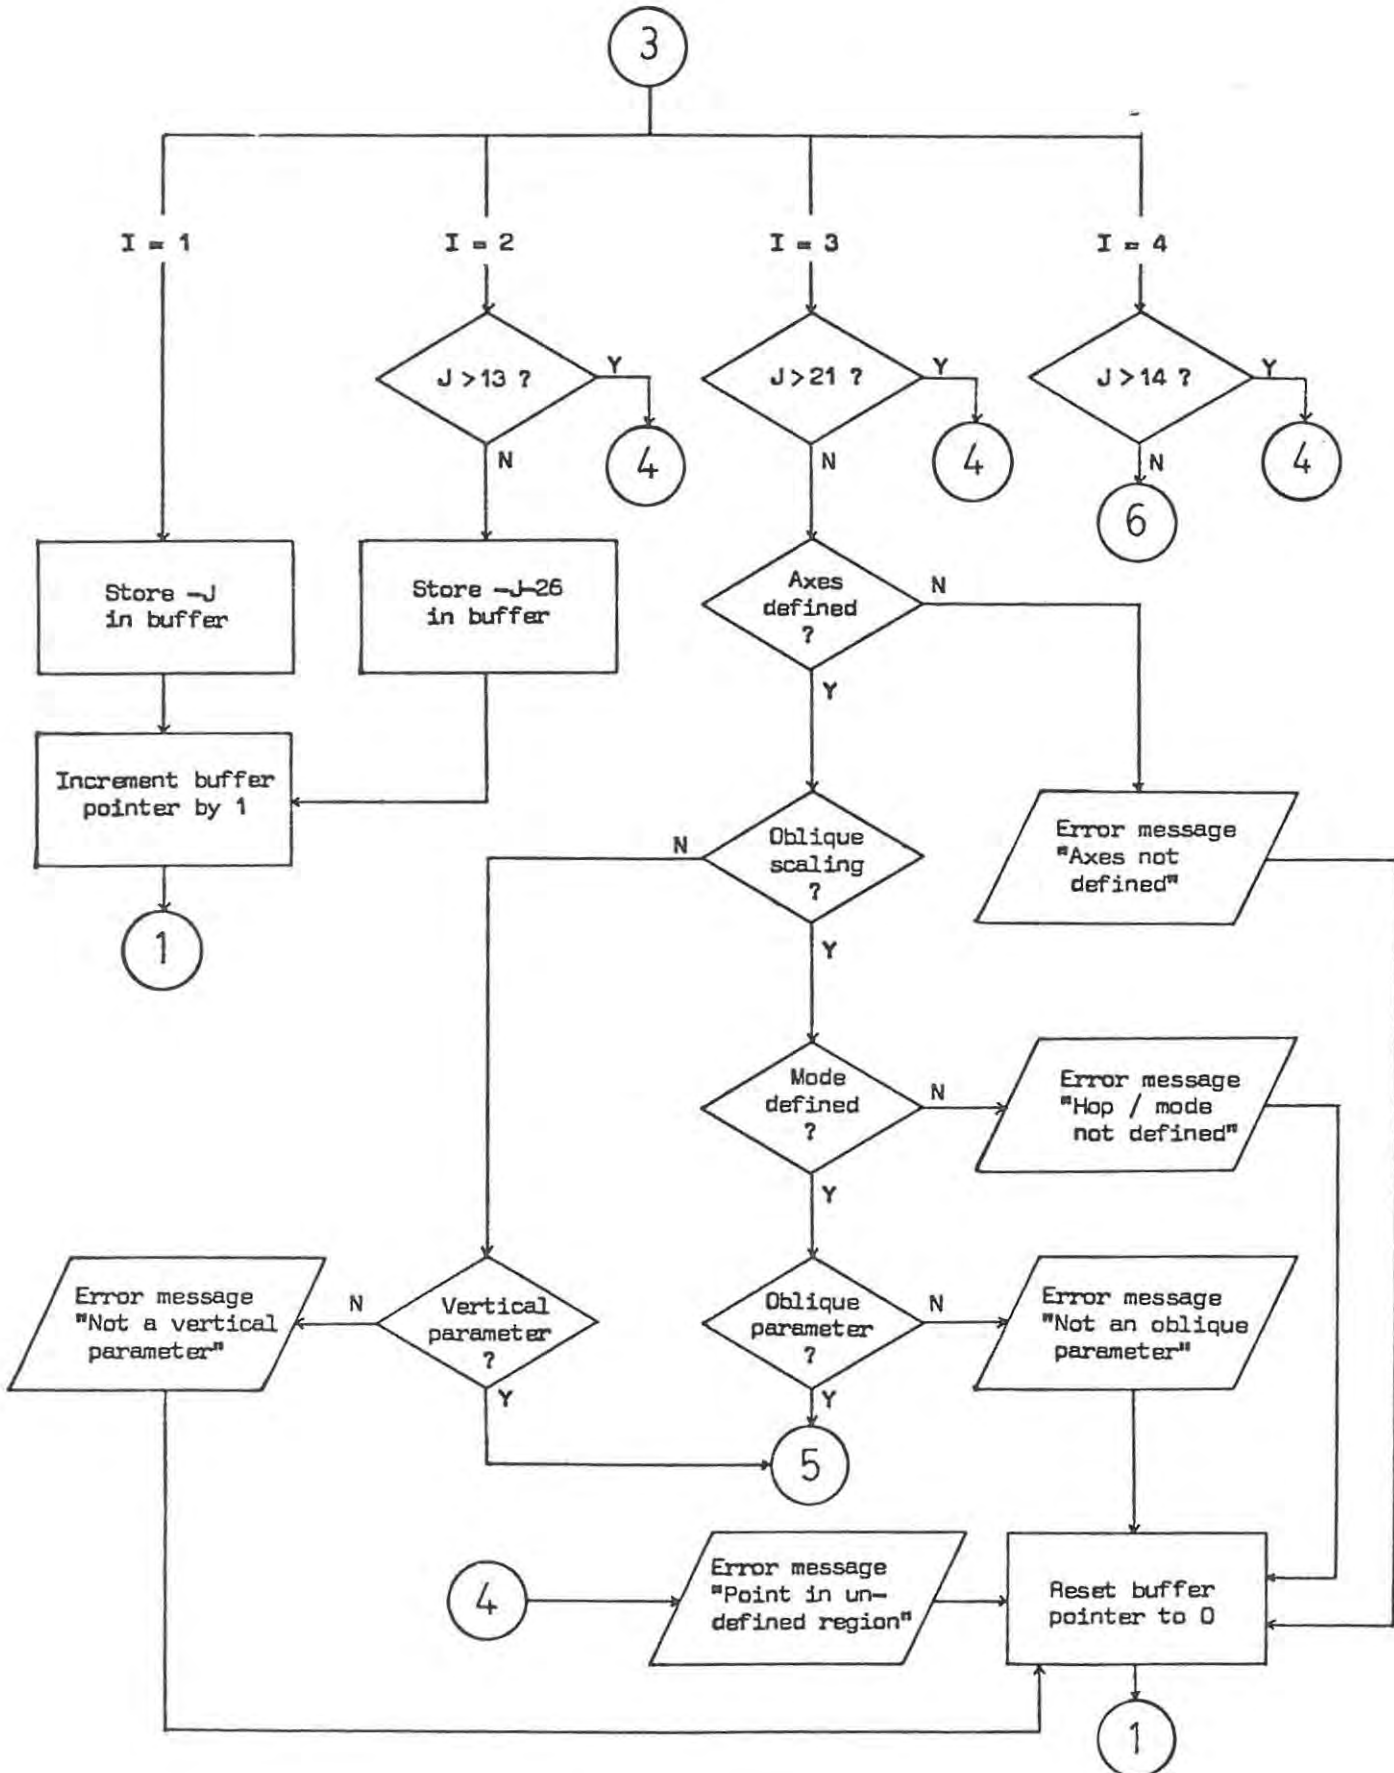 3
I = 1
I = 2
I = 3
I = 4
J > 13 ?
Y
N
4
J > 21 ?
Y
N
4
J > 14 ?
Y
N
4
6
Store -J
in buffer
Store -J-26
in buffer
Axes
defined
?
N
Y
Increment buffer
pointer by 1
1
Oblique
scaling
?
N
Y
Error message
"Axes not
defined"
Mode
defined
?
N
Y
Error message
"Hop / mode
not defined"
Error message
"Not a vertical
parameter"
N
Vertical
parameter
?
Y
Oblique
parameter
?
N
Y
Error message
"Not an oblique
parameter"
5
4
Error message
"Point in un-
defined region"
Reset buffer
pointer to 0
1